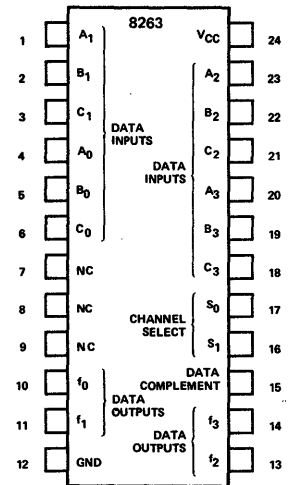 8263
1 A1 VCC 24
2 B1 A2 23
3 C1 B2 22
DATA INPUTS
4 A0 C2 21
DATA INPUTS
5 B0 A3 20
6 C0 B3 19
7 NC C3 18
8 NC S0 17
CHANNEL SELECT
9 NC S1 16
10 f0 DATA COMPLEMENT 15
DATA OUTPUTS
11 f1 f3 14
DATA OUTPUTS
12 GND f2 13